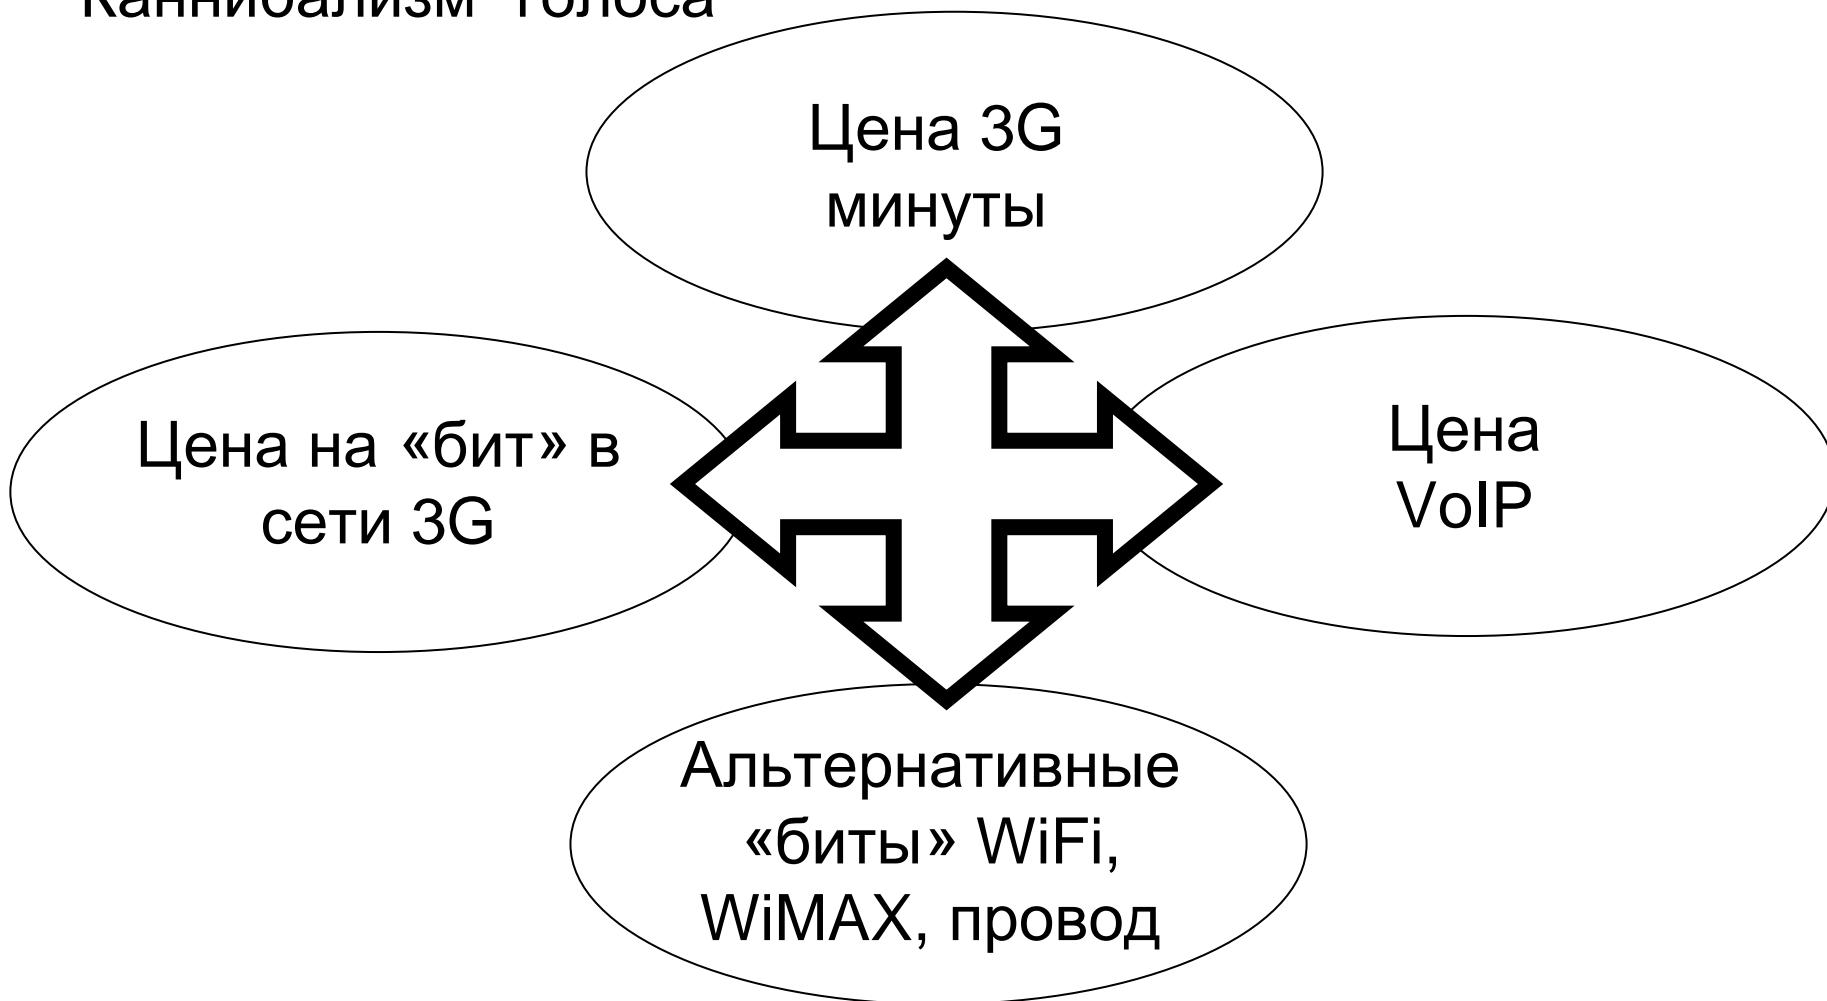 Каннибализм голоса
Цена 3G
минуты
Цена на «бит» в
сети 3G
Цена
VoIP
Альтернативные
«биты» WiFi,
WiMAX, провод